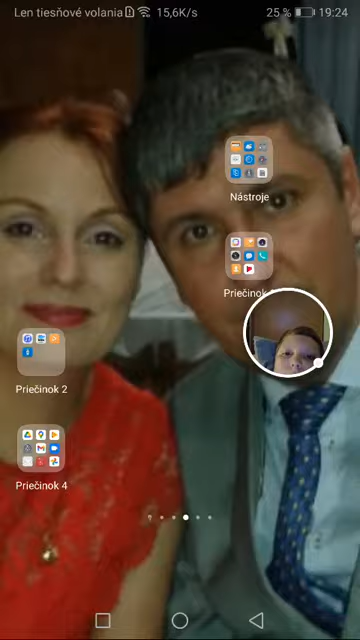 Len tiesňové volania 15,6K/s 25 % 19:24
Nástroje
Priečinok
Priečinok 2
Priečinok 4